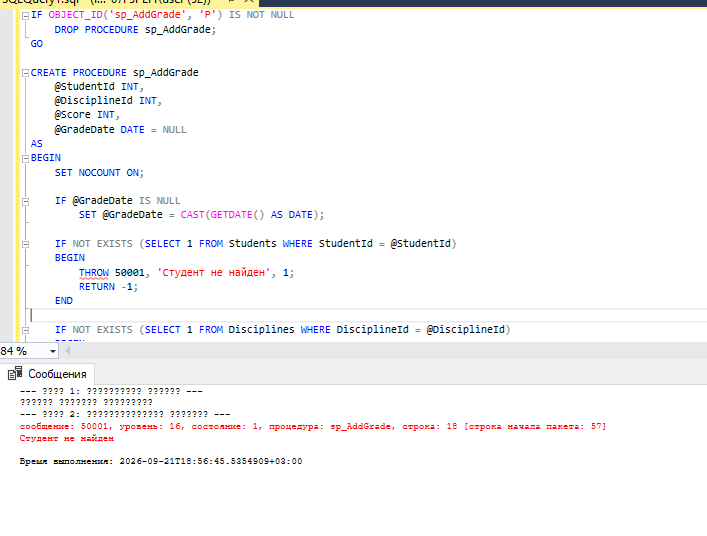 IF OBJECT_ID('sp_AddGrade', 'P') IS NOT NULL
DROP PROCEDURE sp_AddGrade;
GO
CREATE PROCEDURE sp_AddGrade
@StudentId INT,
@DisciplineId INT,
@Score INT,
@GradeDate DATE = NULL
AS
BEGIN
SET NOCOUNT ON;
IF @GradeDate IS NULL
SET @GradeDate = CAST(GETDATE() AS DATE);
IF NOT EXISTS (SELECT 1 FROM Students WHERE StudentId = @StudentId)
BEGIN
THROW 50001, 'Студент не найден', 1;
RETURN -1;
END
IF NOT EXISTS (SELECT 1 FROM Disciplines WHERE DisciplineId = @DisciplineId)
84 %
Сообщения
--- ???? 1: ?????????? ?????? ---
?????? ??????? ?????????
--- ???? 2: ?????????????? ??????? ---
сообщение: 50001, уровень: 16, состояние: 1, процедура: sp_AddGrade, строка: 18 [строка начала пакета: 57]
Студент не найден
Время выполнения: 2026-09-21T18:56:45.5354909+03:00